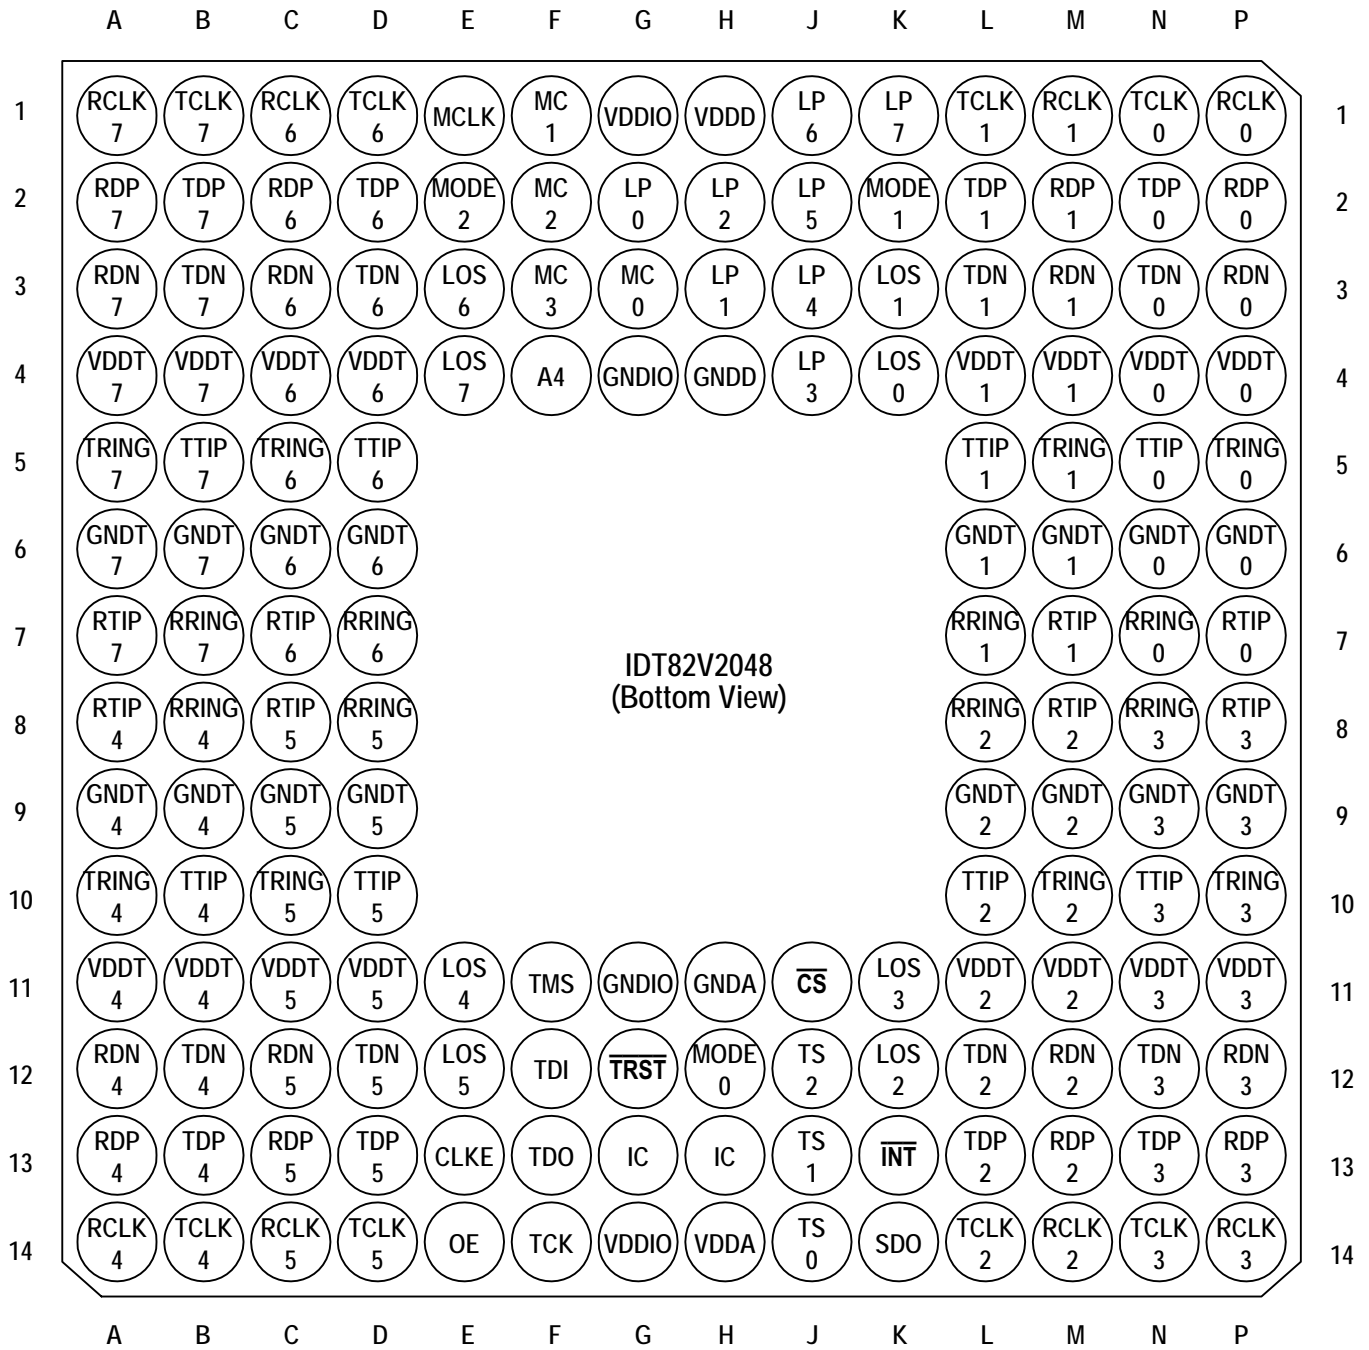 A B C D E F G H J K L M N P
1 RCLK TCLK RCLK TCLK MCLK MC VDDIO VDDD LP LP TCLK RCLK TCLK RCLK 1
7 7 6 6 1 6 7 1 1 0 0
2 RDP TDP RDP TDP MODE MC LP LP LP MODE TDP RDP TDP RDP 2
7 7 6 6 2 2 0 2 5 1 1 1 0 0
3 RDN TDN RDN TDN LOS MC MC LP LP LOS TDN RDN TDN RDN 3
7 7 6 6 6 3 0 1 4 1 1 1 0 0
4 VDDT VDDT VDDT VDDT LOS A4 GNDIO GNDD LP LOS VDDT VDDT VDDT VDDT 4
7 7 6 6 7 3 0 1 1 0 0
5 TRING TTIP TRING TTIP TTIP TRING TTIP TRING 5
7 7 6 6 1 1 0 0
6 GNDT GNDT GNDT GNDT GNDT GNDT GNDT GNDT 6
7 7 6 6 1 1 0 0
7 RTIP RRING RTIP RRING RRING RTIP RRING RTIP 7
7 7 6 6 1 1 0 0
IDT82V2048
(Bottom View)
8 RTIP RRING RTIP RRING RRING RTIP RRING RTIP 8
4 4 5 5 2 2 3 3
9 GNDT GNDT GNDT GNDT GNDT GNDT GNDT GNDT 9
4 4 5 5 2 2 3 3
10 TRING TTIP TRING TTIP TTIP TRING TTIP TRING 10
4 4 5 5 2 2 3 3
11 VDDT VDDT VDDT VDDT LOS TMS GNDIO GNDA CS LOS VDDT VDDT VDDT VDDT 11
4 4 5 5 4 3 2 2 3 3
12 RDN TDN RDN TDN LOS TDI TRST MODE TS LOS TDN RDN TDN RDN 12
4 4 5 5 5 0 2 2 2 2 3 3
13 RDP TDP RDP TDP CLKE TDO IC IC TS INT TDP RDP TDP RDP 13
4 4 5 5 1 2 2 3 3
14 RCLK TCLK RCLK TCLK OE TCK VDDIO VDDA TS SDO TCLK RCLK TCLK RCLK 14
4 4 5 5 0 2 2 3 3
A B C D E F G H J K L M N P